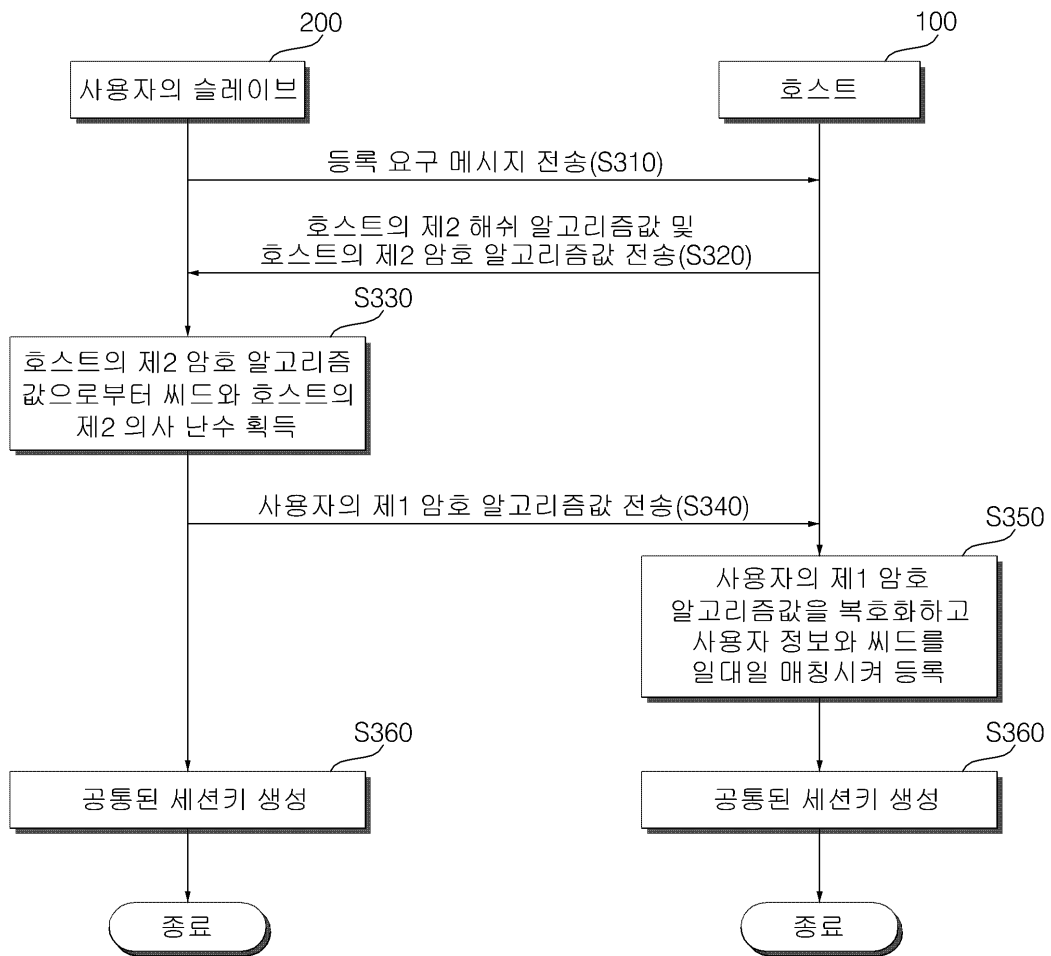 200
100
사용자의 슬레이브
호스트
등록 요구 메시지 전송(S310)
호스트의 제2 해쉬 알고리즘값 및
호스트의 제2 암호 알고리즘값 전송(S320)
S330
호스트의 제2 암호 알고리즘
값으로부터 씨드와 호스트의
제2 의사 난수 획득
사용자의 제1 암호 알고리즘값 전송(S340)
S350
사용자의 제1 암호
알고리즘값을 복호화하고
사용자 정보와 씨드를
일대일 매칭시켜 등록
S360
S360
공통된 세션키 생성
공통된 세션키 생성
종료
종료